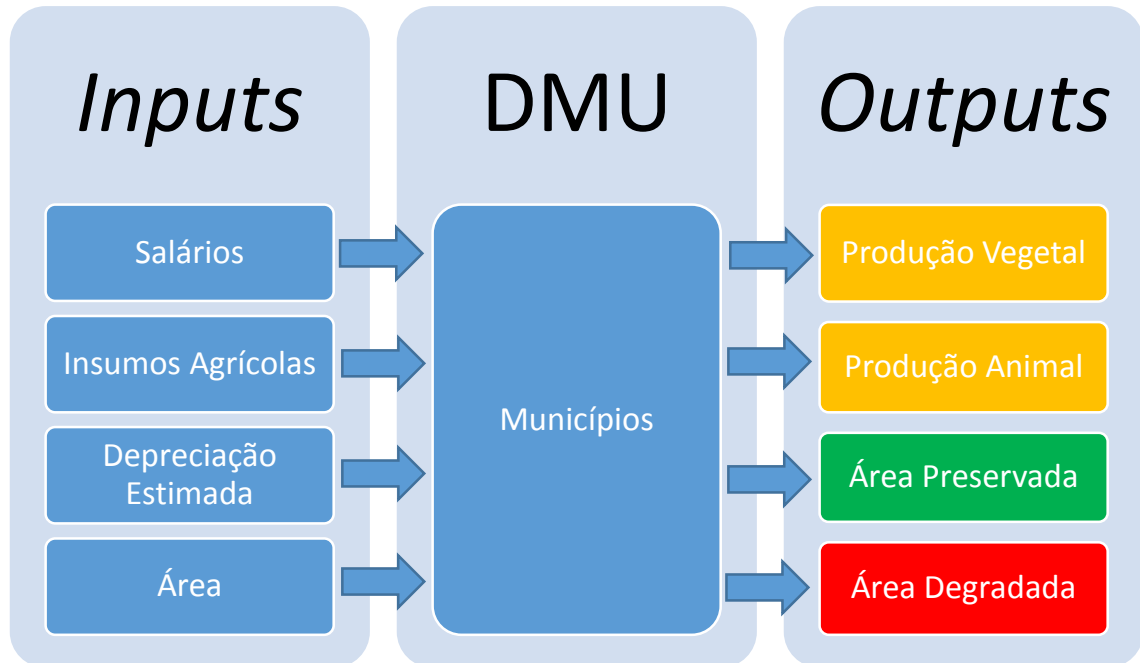 Inputs
DMU
Outputs
Salários
Insumos Agrícolas
Depreciação
Estimada
Área
Municípios
Produção Vegetal
Produção Animal
Área Preservada
Área Degradada